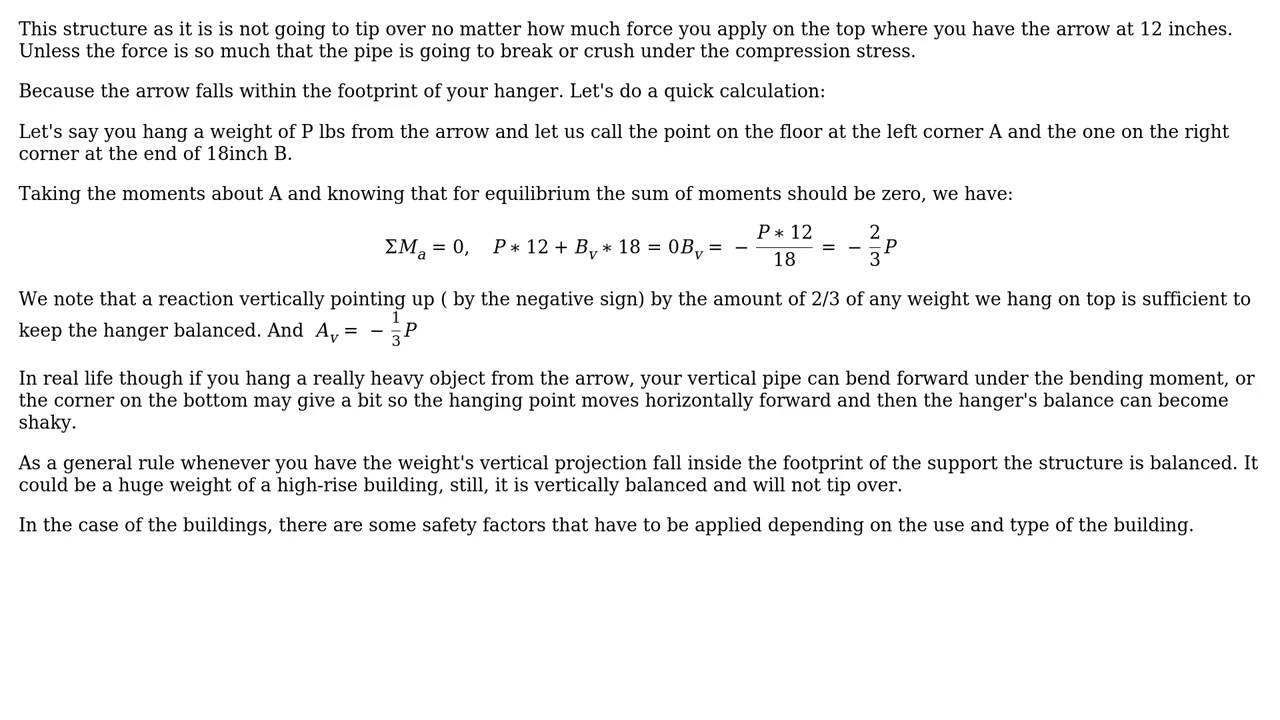 This structure as it is is not going to tip over no matter how much force you apply on the top where you have the arrow at 12 inches.
Unless the force is so much that the pipe is going to break or crush under the compression stress.
Because the arrow falls within the footprint of your hanger. Let's do a quick calculation:
Let's say you hang a weight of P lbs from the arrow and let us call the point on the floor at the left corner A and the one on the right
corner at the end of 18inch B.
Taking the moments about A and knowing that for equilibrium the sum of moments should be zero, we have:
ΣM_a = 0, P * 12 + B_v * 18 = 0B_v = − \frac{P * 12}{18} = − \frac{2}{3} P
We note that a reaction vertically pointing up ( by the negative sign) by the amount of 2/3 of any weight we hang on top is sufficient to
keep the hanger balanced. And A_v = − \frac{1}{3} P
In real life though if you hang a really heavy object from the arrow, your vertical pipe can bend forward under the bending moment, or
the corner on the bottom may give a bit so the hanging point moves horizontally forward and then the hanger's balance can become
shaky.
As a general rule whenever you have the weight's vertical projection fall inside the footprint of the support the structure is balanced. It
could be a huge weight of a high-rise building, still, it is vertically balanced and will not tip over.
In the case of the buildings, there are some safety factors that have to be applied depending on the use and type of the building.